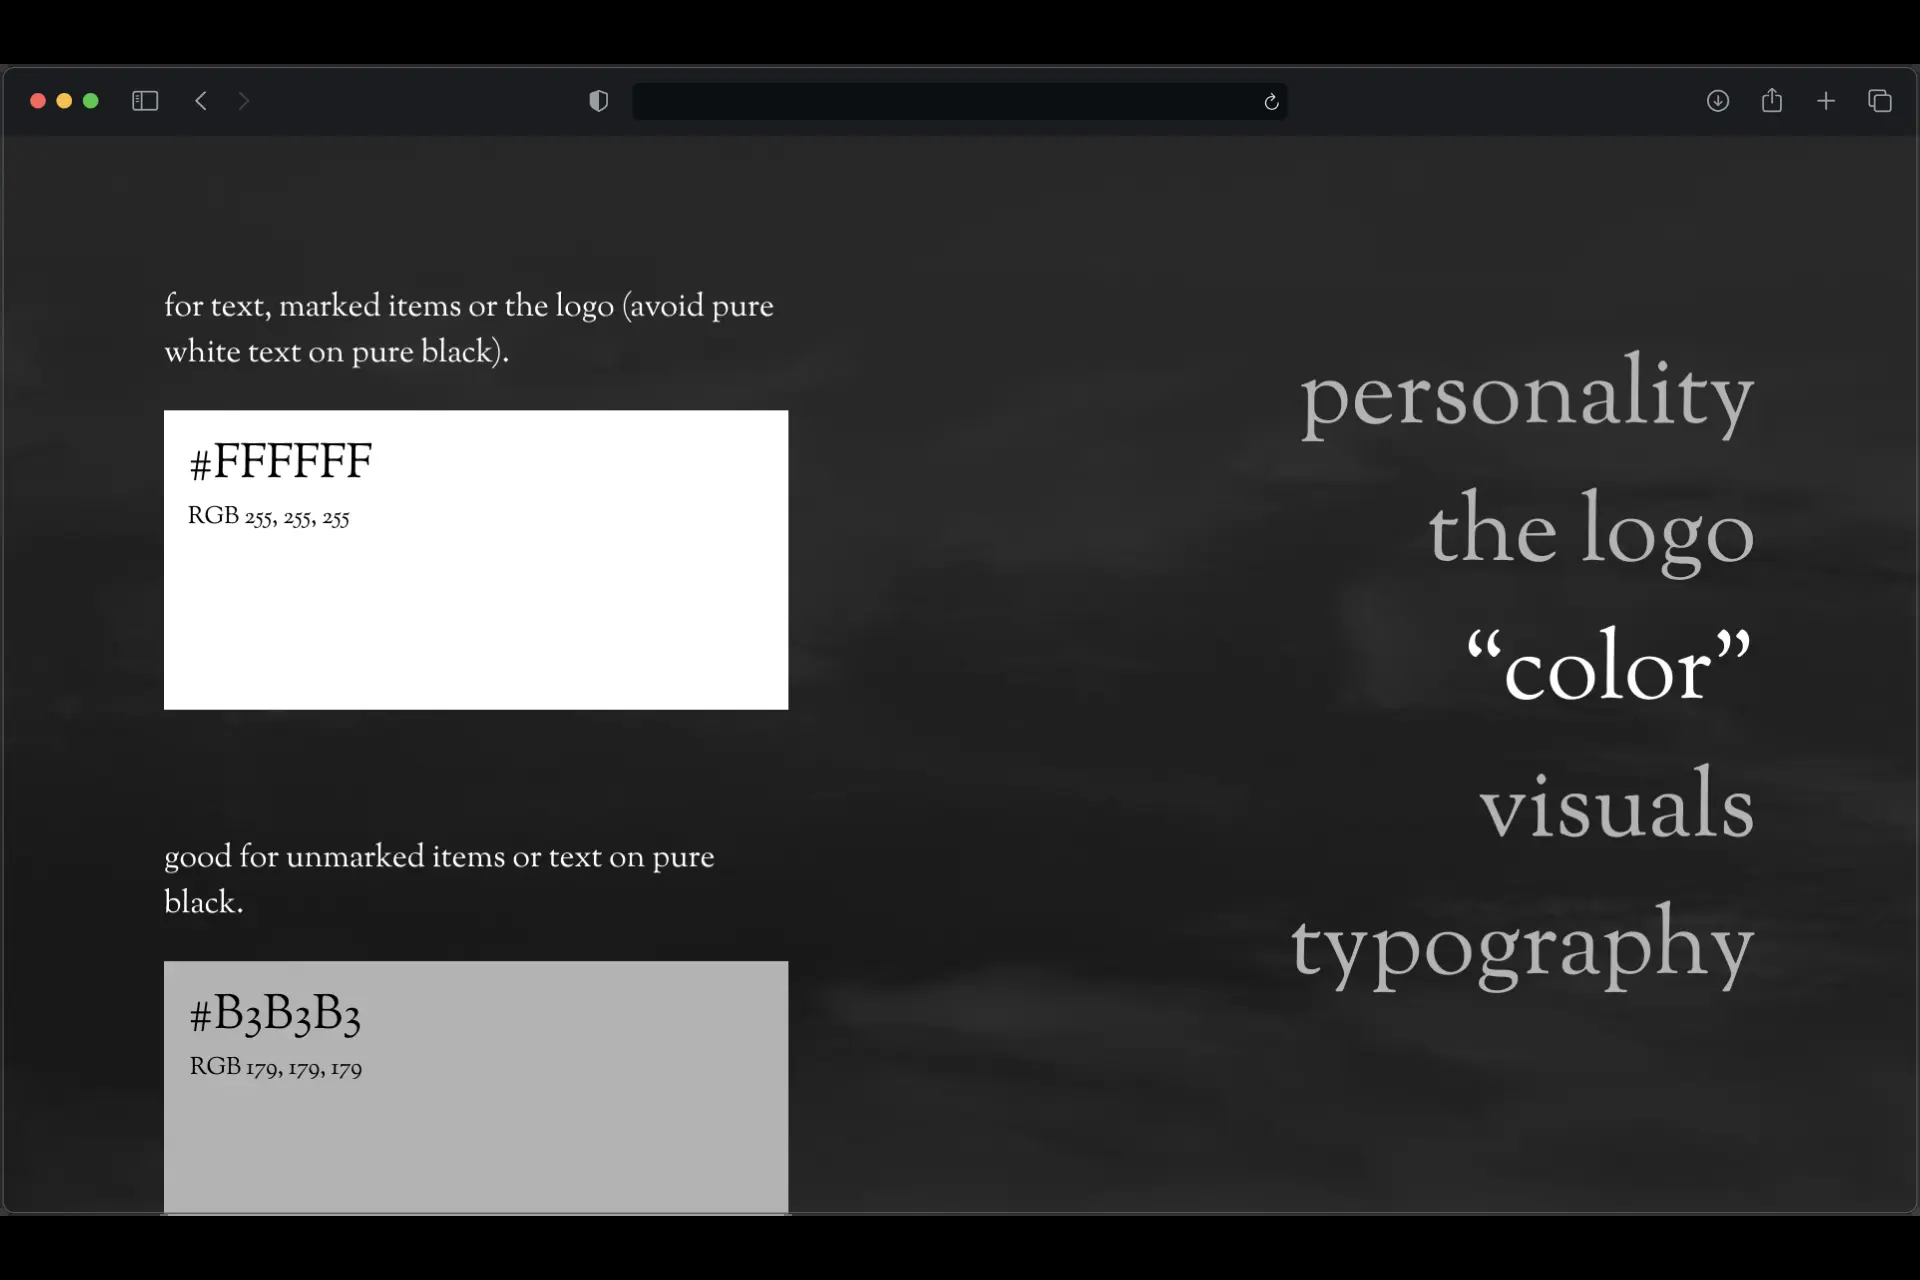 for text, marked items or the logo (avoid pure
white text on pure black).
#FFFFFF
RGB 255, 255, 255
good for unmarked items or text on pure
black.
#B3B3B3
RGB 179, 179, 179
personality
the logo
“color”
visuals
typography